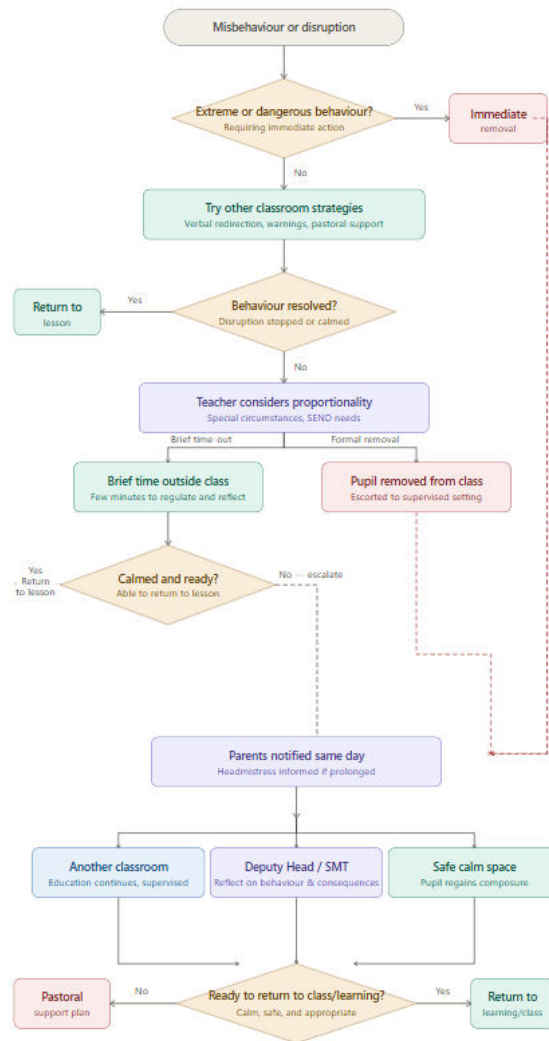 Misbehaviour or disruption
Extreme or dangerous behaviour?
Requiring immediate action
Yes
Immediate
removal
No
Try other classroom strategies
Verbal redirection, warnings, pastoral support
Behaviour resolved?
Disruption stopped or calmed
Yes
Return to
lesson
No
Teacher considers proportionality
Special circumstances, SEND needs
Brief time-out
Formal removal
Brief time outside class
Few minutes to regulate and reflect
Pupil removed from class
Escorted to supervised setting
Calmed and ready?
Able to return to lesson
Yes
Return
to lesson
No — escalate
Parents notified same day
Headmistress informed if prolonged
Another classroom
Education continues, supervised
Deputy Head / SMT
Reflect on behaviour & consequences
Safe calm space
Pupil regains composure
Ready to return to class/learning?
Calm, safe, and appropriate
No
Pastoral
support plan
Yes
Return to
learning/class